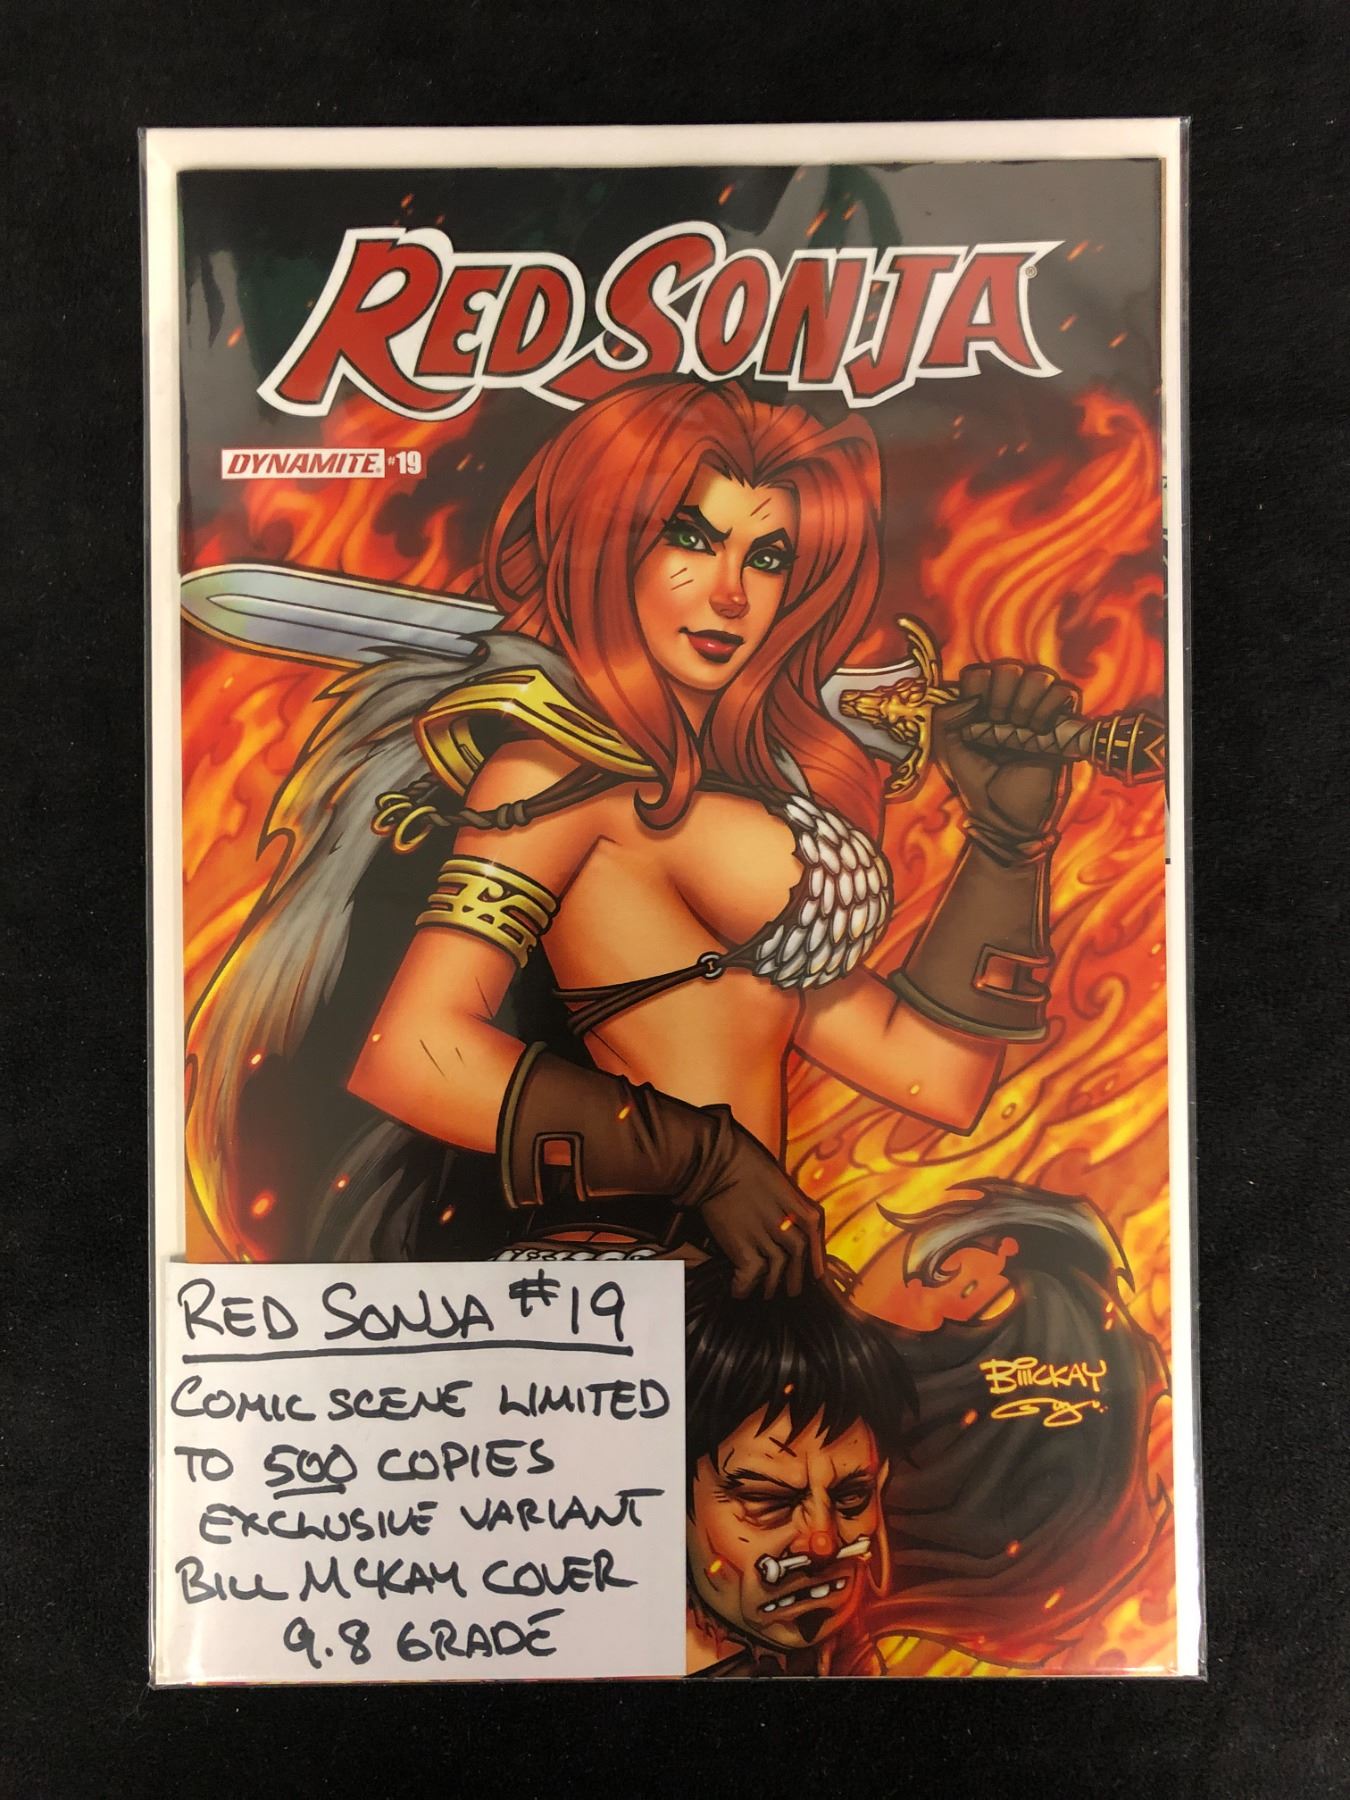 RED SONJA®
DYNAMITE® #19
BiiCKAY
RED SONJA #19
COMIC SCENE LIMITED
TO 500 COPIES
EXCLUSIVE VARIANT
BILL MCKAY COVER
9.8 GRADE